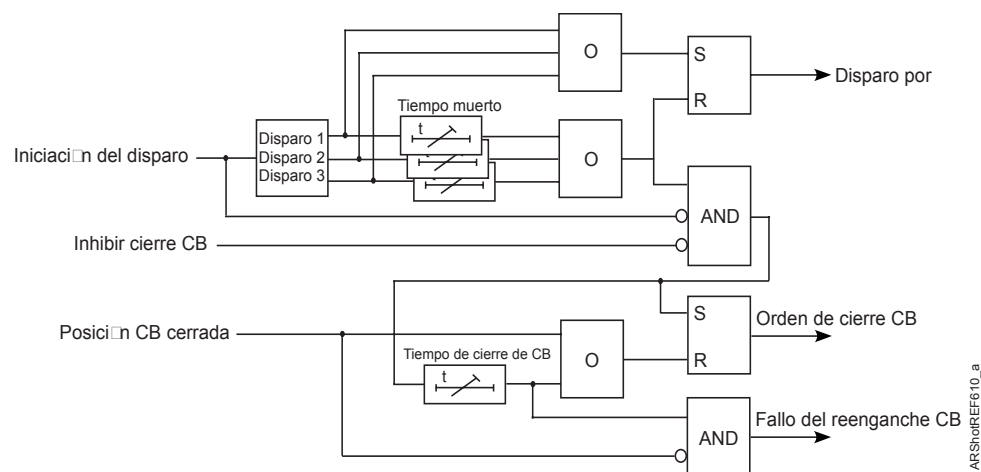 O
S
R
Disparo por
Tiempo muerto
t
Disparo 1
Disparo 2
Disparo 3
O
Iniciaci□n del disparo
AND
Inhibir cierre CB
S
R
Orden de cierre CB
Posici□n CB cerrada
Tiempo de cierre de CB
t
O
Fallo del reenganche CB
AND
ARShotREF610_a